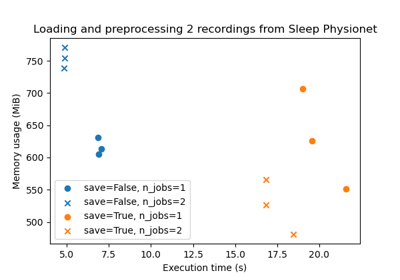 Loading and preprocessing 2 recordings from Sleep Physionet
Memory usage (MiB)
750
700
650
600
550
500
save=False, n_jobs=1
save=False, n_jobs=2
save=True, n_jobs=1
save=True, n_jobs=2
5.0 7.5 10.0 12.5 15.0 17.5 20.0
Execution time (s)